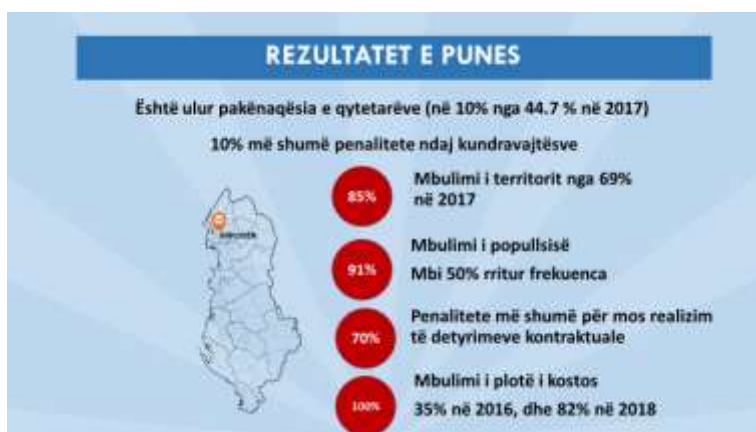 REZULTATET E PUNES
Është ulur pakënaqësia e qytetarëve (në 10% nga 44.7 % në 2017)
10% më shumë penalitete ndaj kundravajtësve
85%
Mbulimi i territorit nga 69%
në 2017
91%
Mbulimi i popullsisë
Mbi 50% rritur frekuenca
70%
Penalitete më shumë për mos realizim
të detyrimeve kontraktuale
100%
Mbulimi i plotë i kostos
35% në 2016, dhe 82% në 2018